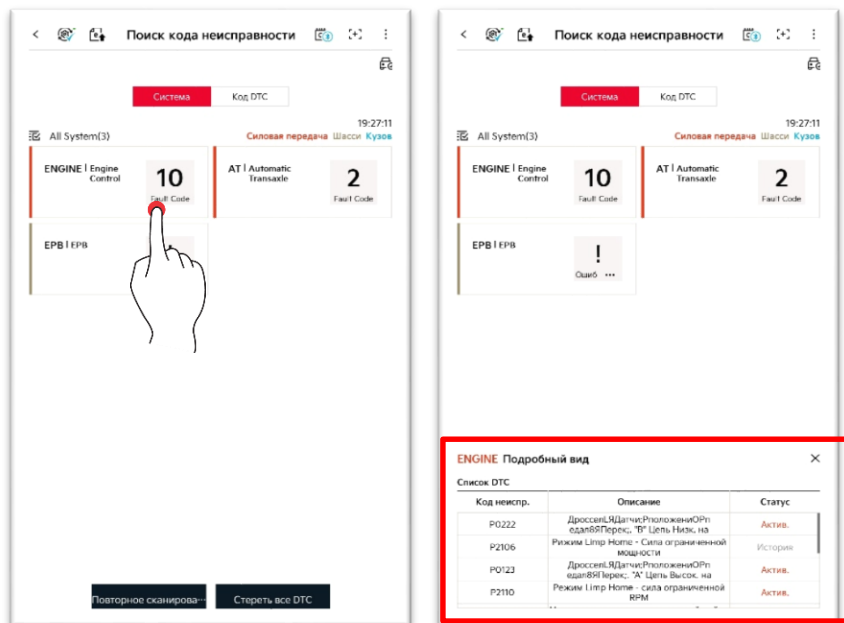 Поиск кода неисправности
Система
Код DTC
19:27:11
All System(3)
Силовая передача Шасси Кузов
ENGINE | Engine Control
10
Fault Code
AT | Automatic Transaxle
2
Fault Code
EPB | EPB
Повторное сканирова...
Стереть все DTC
Поиск кода неисправности
Система
Код DTC
19:27:11
All System(3)
Силовая передача Шасси Кузов
ENGINE | Engine Control
10
Fault Code
AT | Automatic Transaxle
2
Fault Code
EPB | EPB
!
Ошиб ...
ENGINE Подробный вид
Список DTC
Код неиспр. Описание Статус
P0222
ДросселLЯДатчи;РположениОРп
едал8ЯПерек;. "B" Цепь Низк. на
Актив.
P2106
Режим Limp Home - Сила ограниченной
мощности
История
P0123
ДросселLЯДатчи;РположениОРп
едал8ЯПерек;. "A" Цепь Высок. на
Актив.
P2110
Режим Limp Home - сила ограниченной
RPM
Актив.